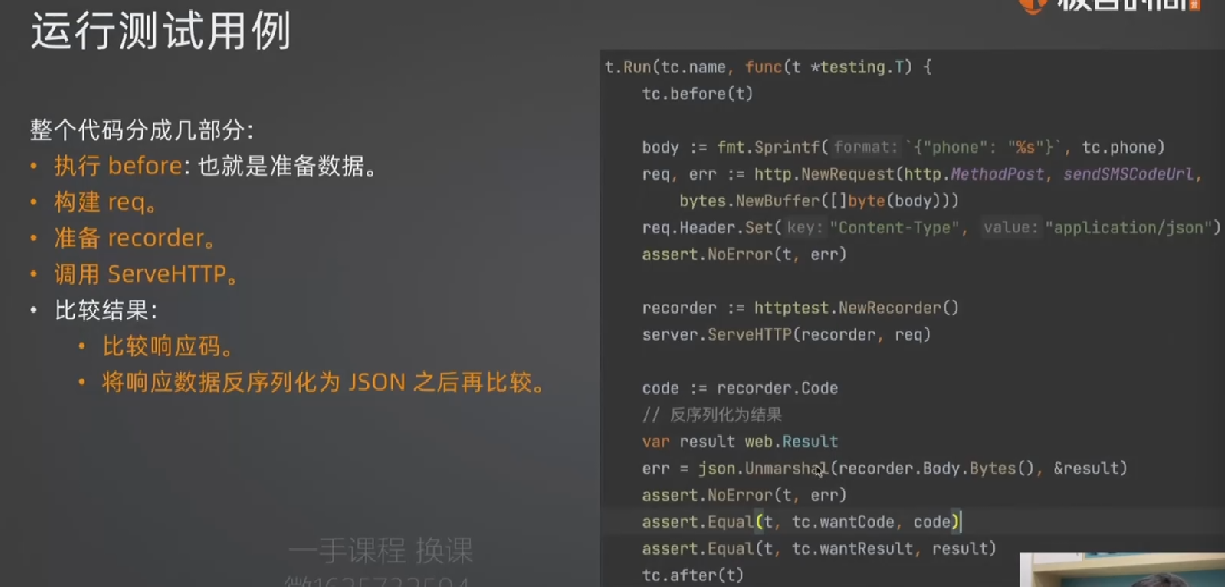 运行测试用例
整个代码分成几部分：
• 执行 before: 也就是准备数据。
• 构建 req。
• 准备 recorder。
• 调用 ServeHTTP。
• 比较结果：
• 比较响应码。
• 将响应数据反序列化为 JSON 之后再比较。
t.Run(tc.name, func(t *testing.T) {
tc.before(t)
body := fmt.Sprintf( format: `{"phone": "%s"}`, tc.phone)
req, err := http.NewRequest(http.MethodPost, sendSMSCodeUrl,
bytes.NewBuffer([]byte(body)))
req.Header.Set( key: "Content-Type", value: "application/json")
assert.NoError(t, err)
recorder := httptest.NewRecorder()
server.ServeHTTP(recorder, req)
code := recorder.Code
// 反序列化为结果
var result web.Result
err = json.Unmarshal(recorder.Body.Bytes(), &result)
assert.NoError(t, err)
assert.Equal(t, tc.wantCode, code)
assert.Equal(t, tc.wantResult, result)
tc.after(t)
一手课程 换课